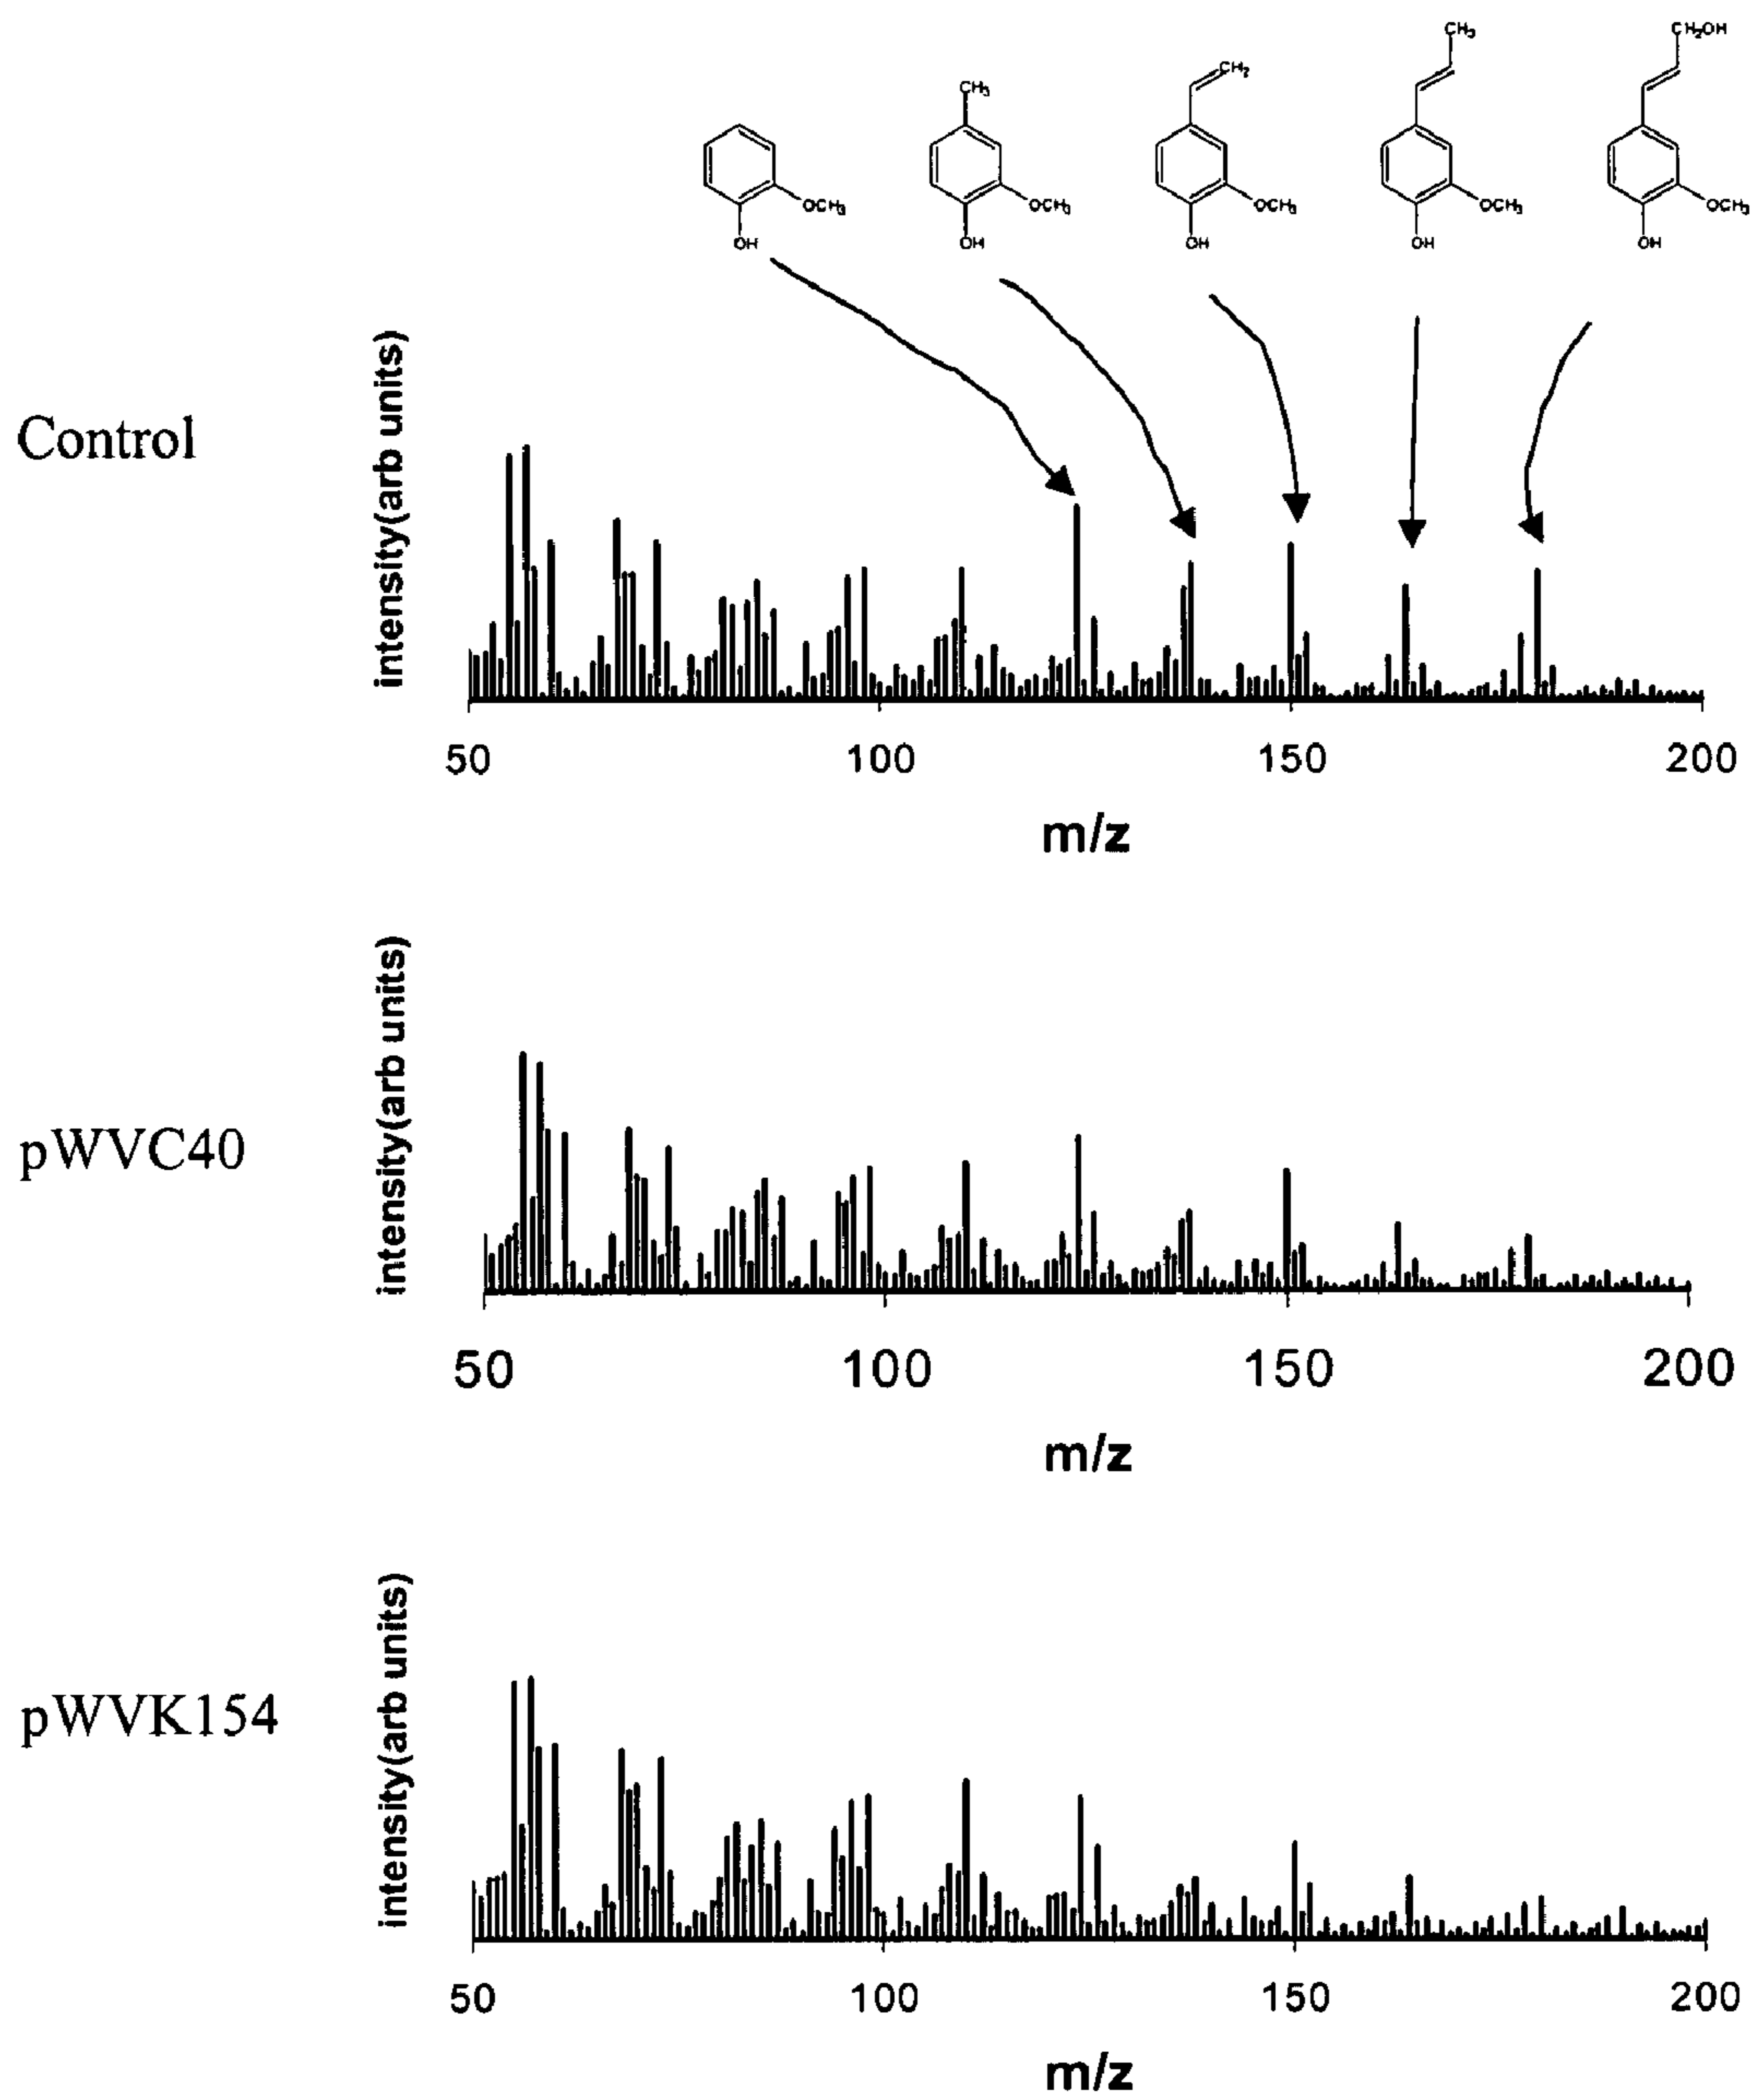 CH₃ CH₂OH
CH₂
CH₃
OCH₃ OCH₃ OCH₃ OCH₃ OCH₃
OH OH OH OH OH
Control
intensity(arb units)
50 100 150 200
m/z
pWVC40
intensity(arb units)
50 100 150 200
m/z
pWVK154
intensity(arb units)
50 100 150 200
m/z